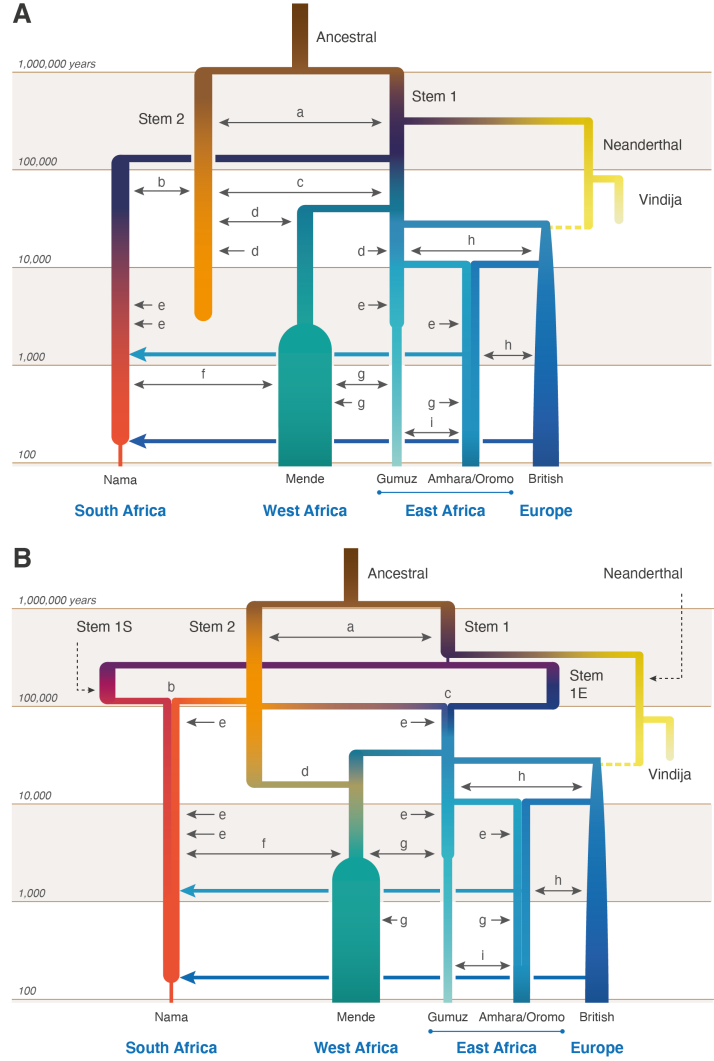 A
Ancestral
1,000,000 years
Stem 2
Stem 1
a
Neanderthal
100,000
b
c
Vindija
d
d
d
h
10,000
e
e
e
e
h
1,000
f
g
g
g
i
100
Nama
Mende
Gumuz
Amhara/Oromo
British
South Africa
West Africa
East Africa
Europe
B
Ancestral
Neanderthal
1,000,000 years
Stem 1S
Stem 2
a
Stem 1
Stem
1E
b
c
100,000
e
e
d
h
Vindija
10,000
e
e
e
e
f
g
h
1,000
g
g
i
100
Nama
Mende
Gumuz
Amhara/Oromo
British
South Africa
West Africa
East Africa
Europe